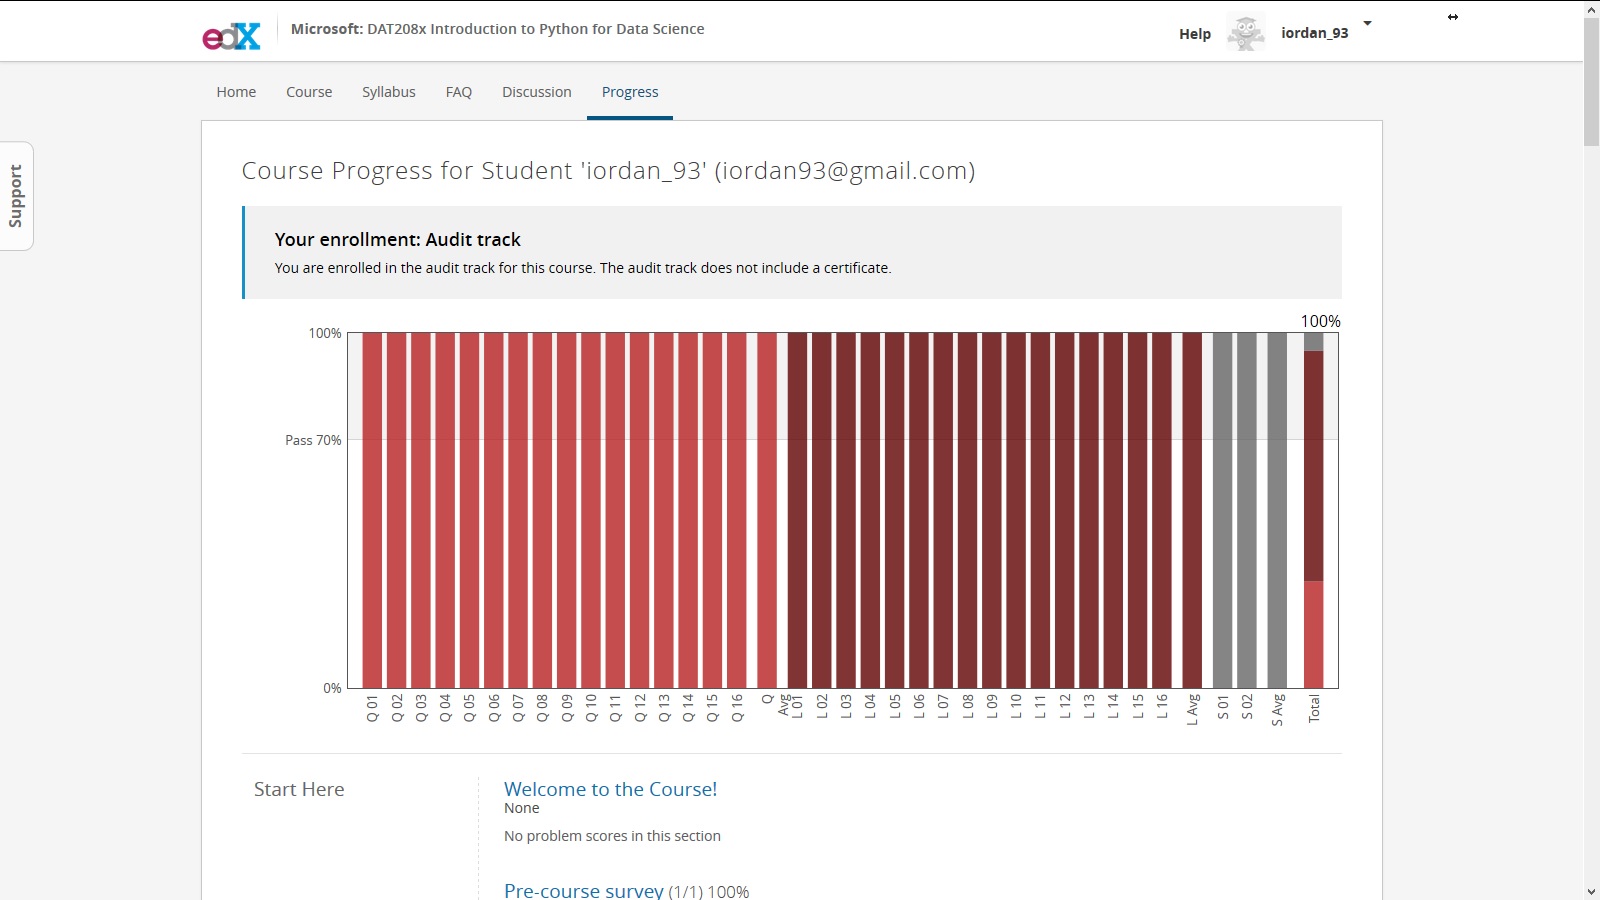 edX
Microsoft: DAT208x Introduction to Python for Data Science
Help
iordan_93
Home
Course
Syllabus
FAQ
Discussion
Progress
Support
Course Progress for Student 'iordan_93' (iordan93@gmail.com)
Your enrollment: Audit track
You are enrolled in the audit track for this course. The audit track does not include a certificate.
100%
100%
Pass 70%
0%
Q 01
Q 02
Q 03
Q 04
Q 05
Q 06
Q 07
Q 08
Q 09
Q 10
Q 11
Q 12
Q 13
Q 14
Q 15
Q 16
Q
Avg
L 01
L 02
L 03
L 04
L 05
L 06
L 07
L 08
L 09
L 10
L 11
L 12
L 13
L 14
L 15
L 16
L Avg
S 01
S 02
S Avg
Total
Start Here
Welcome to the Course!
None
No problem scores in this section
Pre-course survey (1/1) 100%